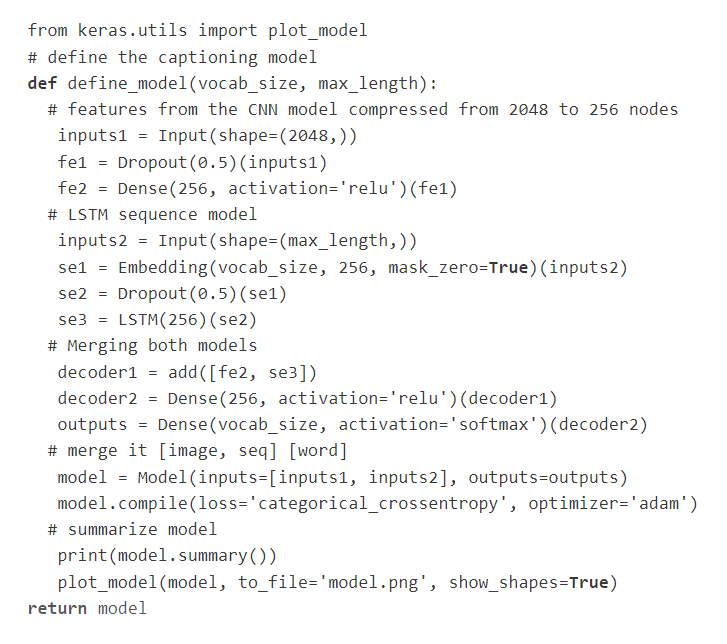 from keras.utils import plot_model
# define the captioning model
def define_model(vocab_size, max_length):
  # features from the CNN model compressed from 2048 to 256 nodes
   inputs1 = Input(shape=(2048,))
   fe1 = Dropout(0.5)(inputs1)
   fe2 = Dense(256, activation='relu')(fe1)
  # LSTM sequence model
   inputs2 = Input(shape=(max_length,))
   se1 = Embedding(vocab_size, 256, mask_zero=True)(inputs2)
   se2 = Dropout(0.5)(se1)
   se3 = LSTM(256)(se2)
  # Merging both models
   decoder1 = add([fe2, se3])
   decoder2 = Dense(256, activation='relu')(decoder1)
   outputs = Dense(vocab_size, activation='softmax')(decoder2)
  # merge it [image, seq] [word]
   model = Model(inputs=[inputs1, inputs2], outputs=outputs)
   model.compile(loss='categorical_crossentropy', optimizer='adam')
  # summarize model
   print(model.summary())
   plot_model(model, to_file='model.png', show_shapes=True)
return model